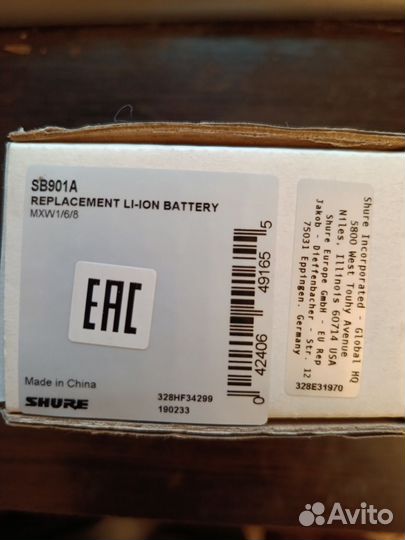 SB901A
REPLACEMENT LI-ION BATTERY
MXW1/6/8
EAC
Made in China
SHURE
328HF34299
190233
0 42406 49165 5
Shure Incorporated - Global HQ
5800 West Touhy Avenue
Niles, Illinois 60714 USA
Shure Europe GmbH - EU Rep
Jakob - Dieffenbacher - Str. 12
75031 Eppingen, Germany
328E31970
Avito